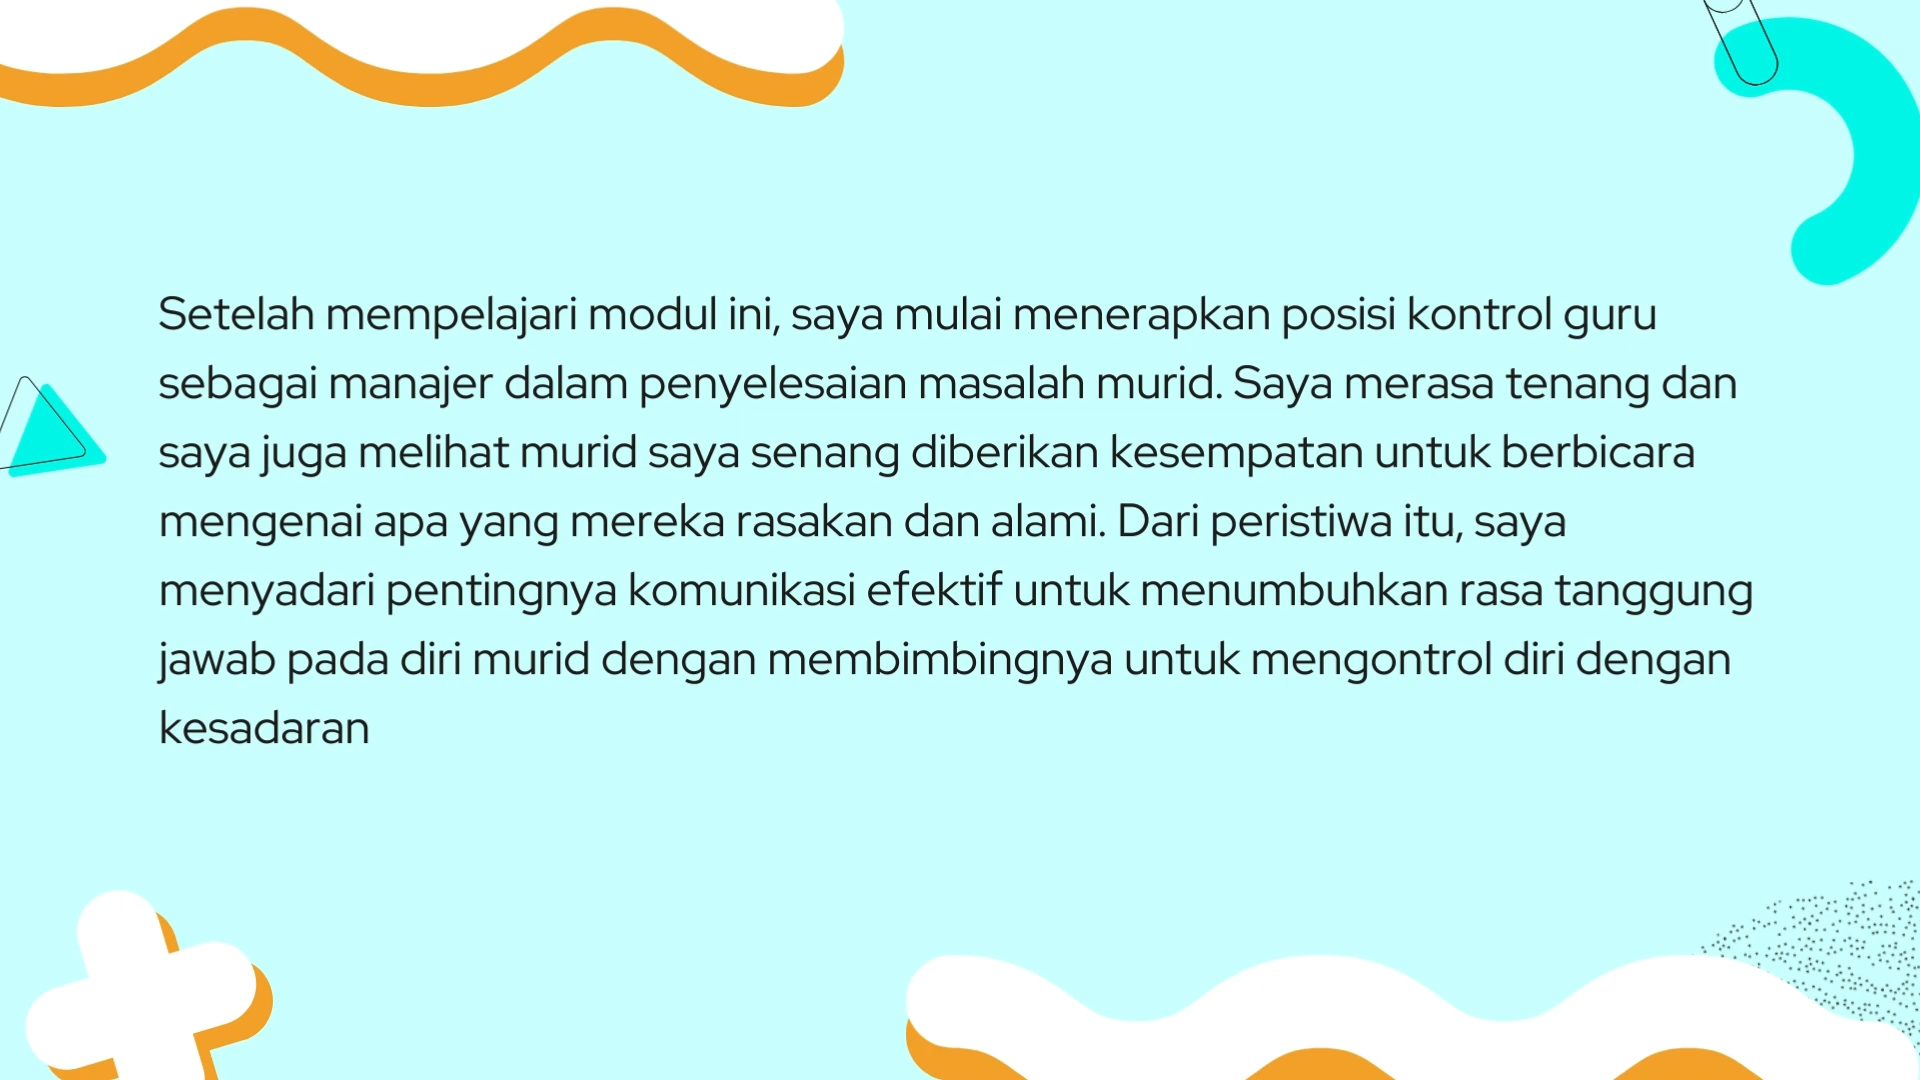 Setelah mempelajari modul ini, saya mulai menerapkan posisi kontrol guru
sebagai manajer dalam penyelesaian masalah murid. Saya merasa tenang dan
saya juga melihat murid saya senang diberikan kesempatan untuk berbicara
mengenai apa yang mereka rasakan dan alami. Dari peristiwa itu, saya
menyadari pentingnya komunikasi efektif untuk menumbuhkan rasa tanggung
jawab pada diri murid dengan membimbingnya untuk mengontrol diri dengan
kesadaran